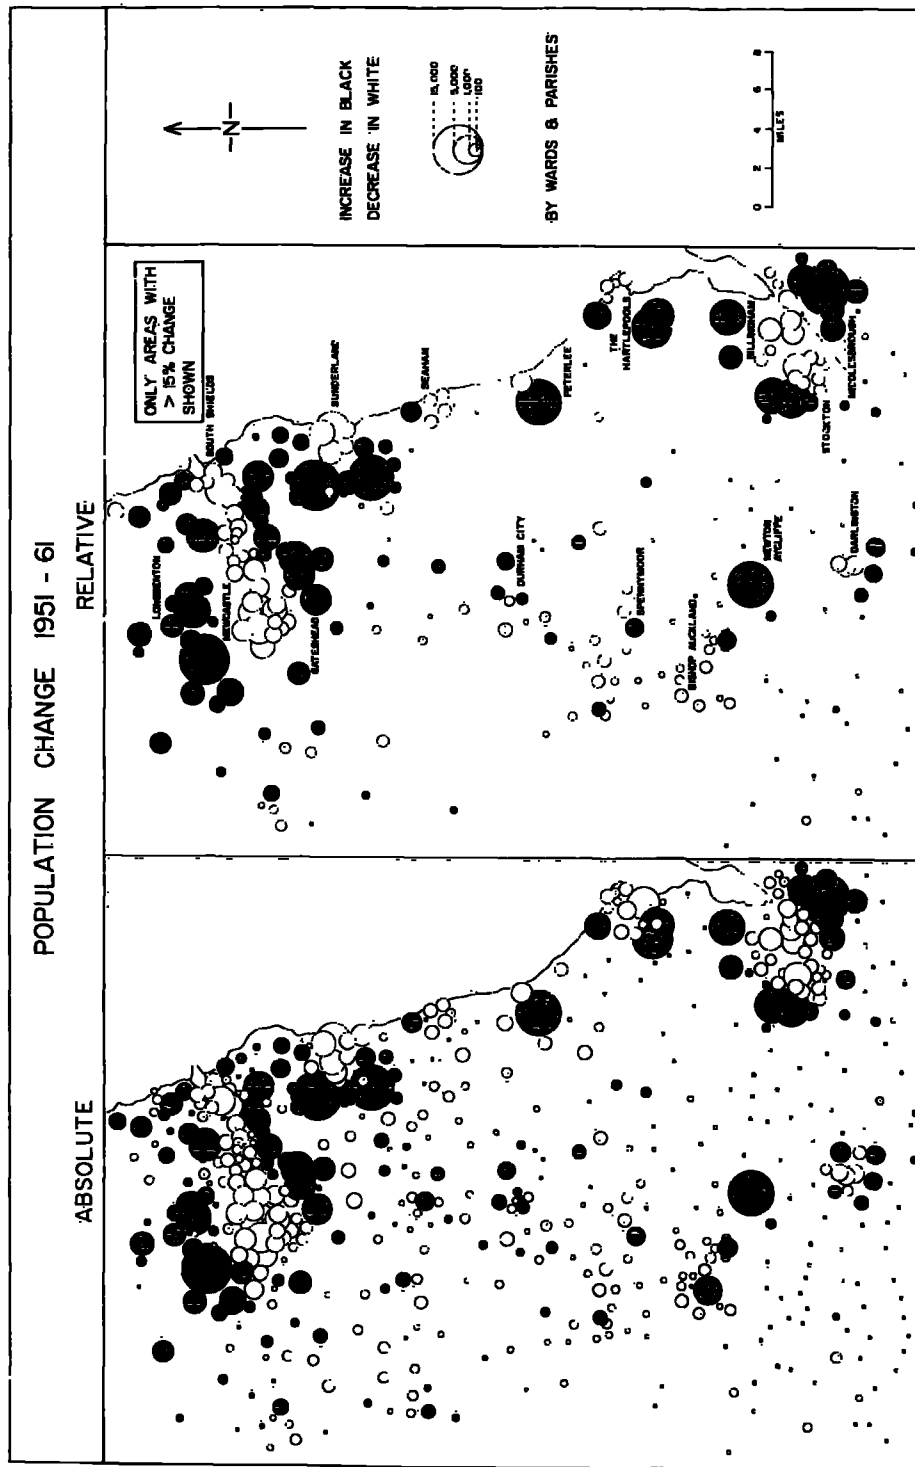 POPULATION CHANGE 1951 - 61
ABSOLUTE
RELATIVE
ONLY AREAS WITH
> 15% CHANGE
SHOWN
LONGBENTON
SOUTH SHIELDS
NEWCASTLE
GATESHEAD
SUNDERLAND
SEAHAM
DURHAM CITY
PETERLEE
SPENNYMOOR
THE
HARTLEPOOLS
BISHOP AUCKLAND
NEWTON
AYCLIFFE
BILLINGHAM
STOCKTON
MIDDLESBROUGH
DARLINGTON
-N-
INCREASE IN BLACK
DECREASE IN WHITE
15,000
5,000
1,000
100
BY WARDS & PARISHES
0 2 4 6 8
MILES